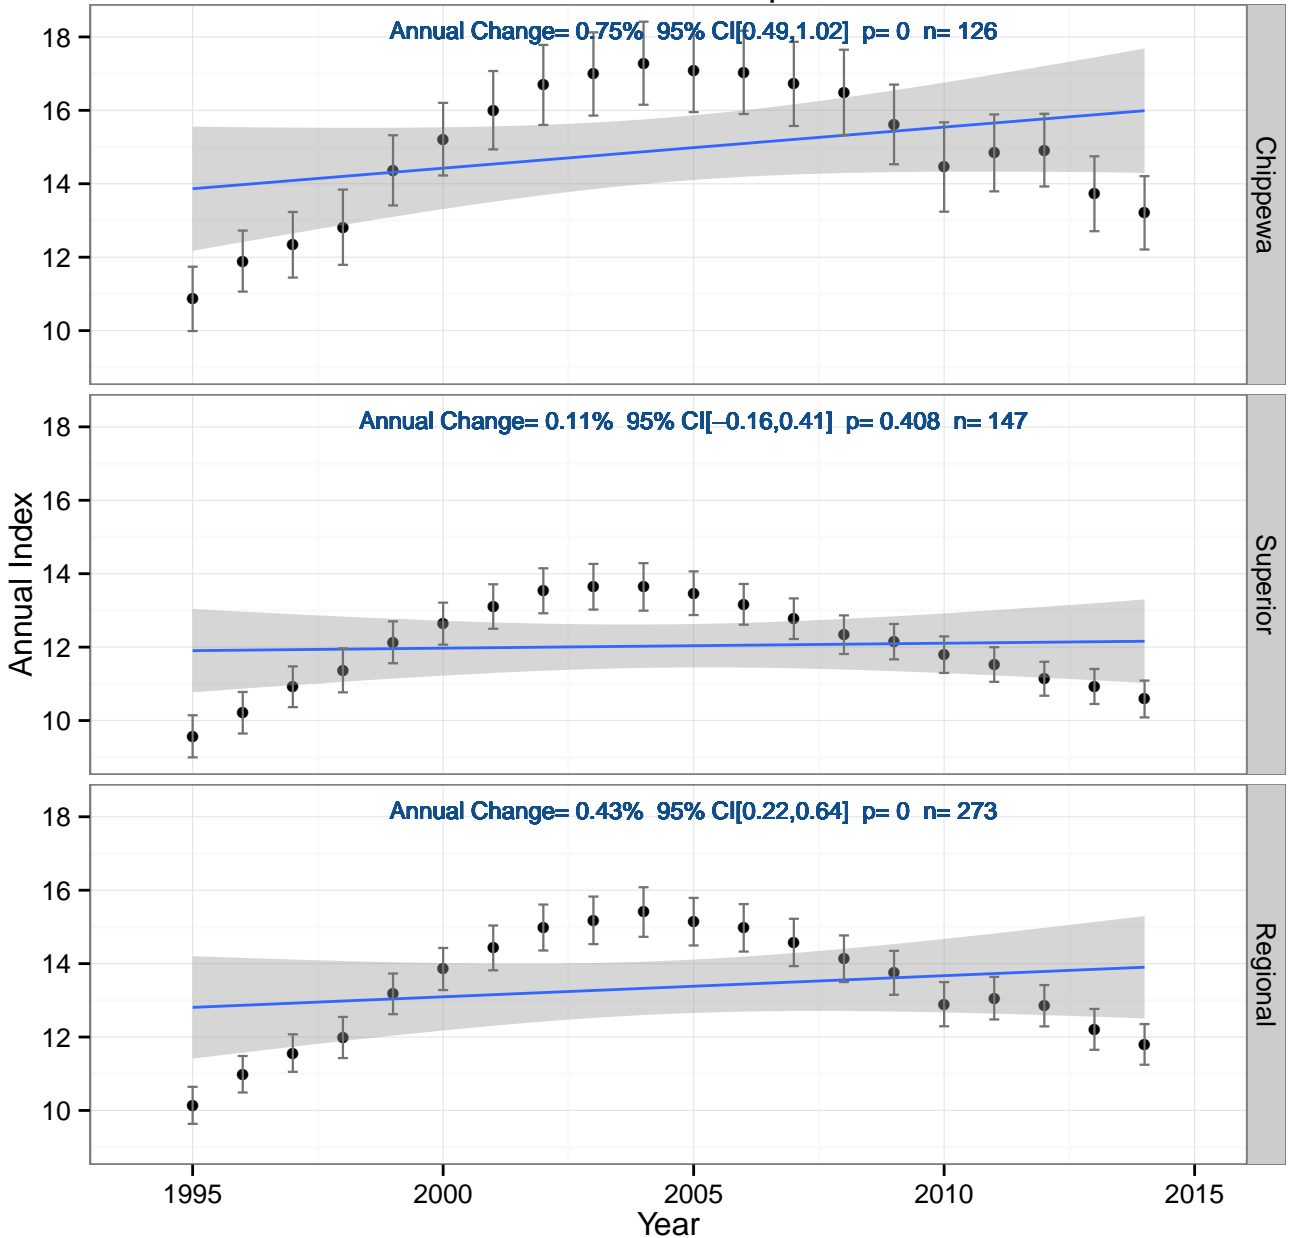 Annual Change= 0.75%  95% CI[0.49,1.02]  p= 0  n= 126
18
16
14
12
10
Chippewa
Annual Change= 0.11%  95% CI[−0.16,0.41]  p= 0.408  n= 147
18
16
14
12
10
Superior
Annual Index
Annual Change= 0.43%  95% CI[0.22,0.64]  p= 0  n= 273
18
16
14
12
10
Regional
1995 2000 2005 2010 2015
Year